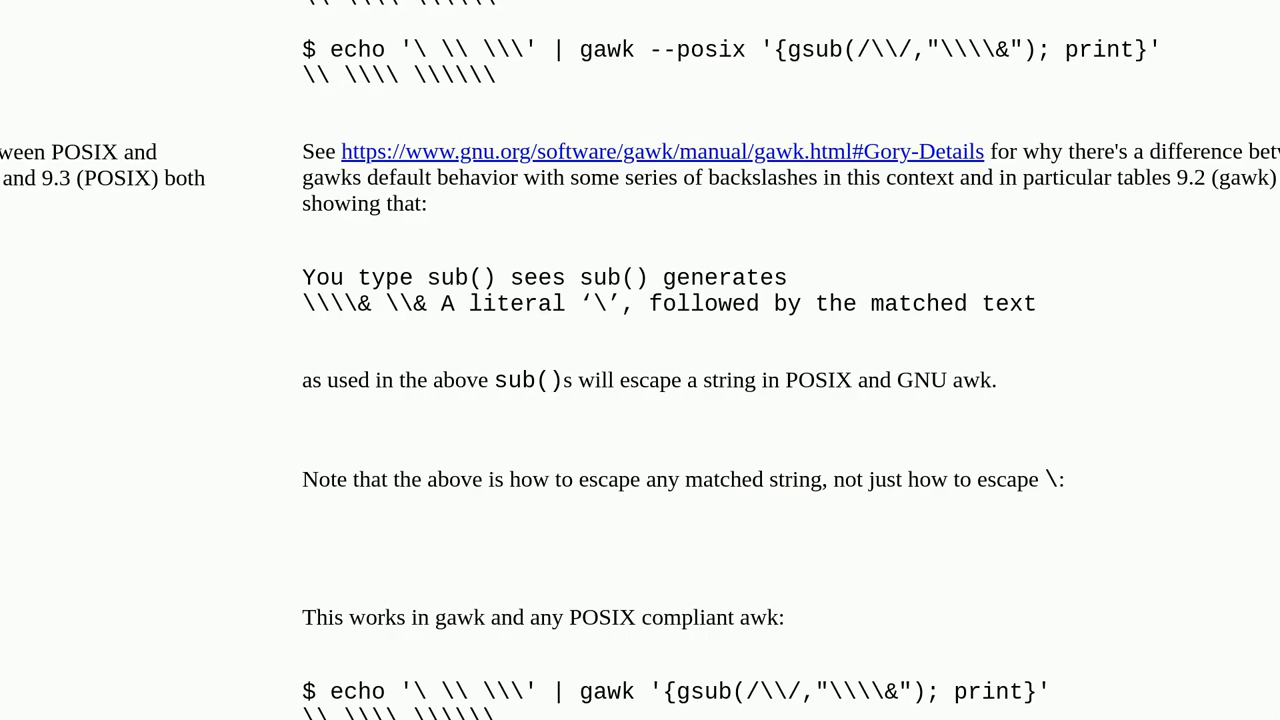 \\ \\\\ \\\\\\
$ echo '\ \\ \\\' | gawk --posix '{gsub(/\\/,"\\\\&"); print}'
\\ \\\\ \\\\\\
ween POSIX and
and 9.3 (POSIX) both
See https://www.gnu.org/software/gawk/manual/gawk.html#Gory-Details for why there's a difference betw
gawks default behavior with some series of backslashes in this context and in particular tables 9.2 (gawk)
showing that:
You type sub() sees sub() generates
\\\\& \\& A literal ‘\’, followed by the matched text
as used in the above sub()s will escape a string in POSIX and GNU awk.
Note that the above is how to escape any matched string, not just how to escape \:
This works in gawk and any POSIX compliant awk:
$ echo '\ \\ \\\' | gawk '{gsub(/\\/,"\\\\&"); print}'
\\ \\\\ \\\\\\